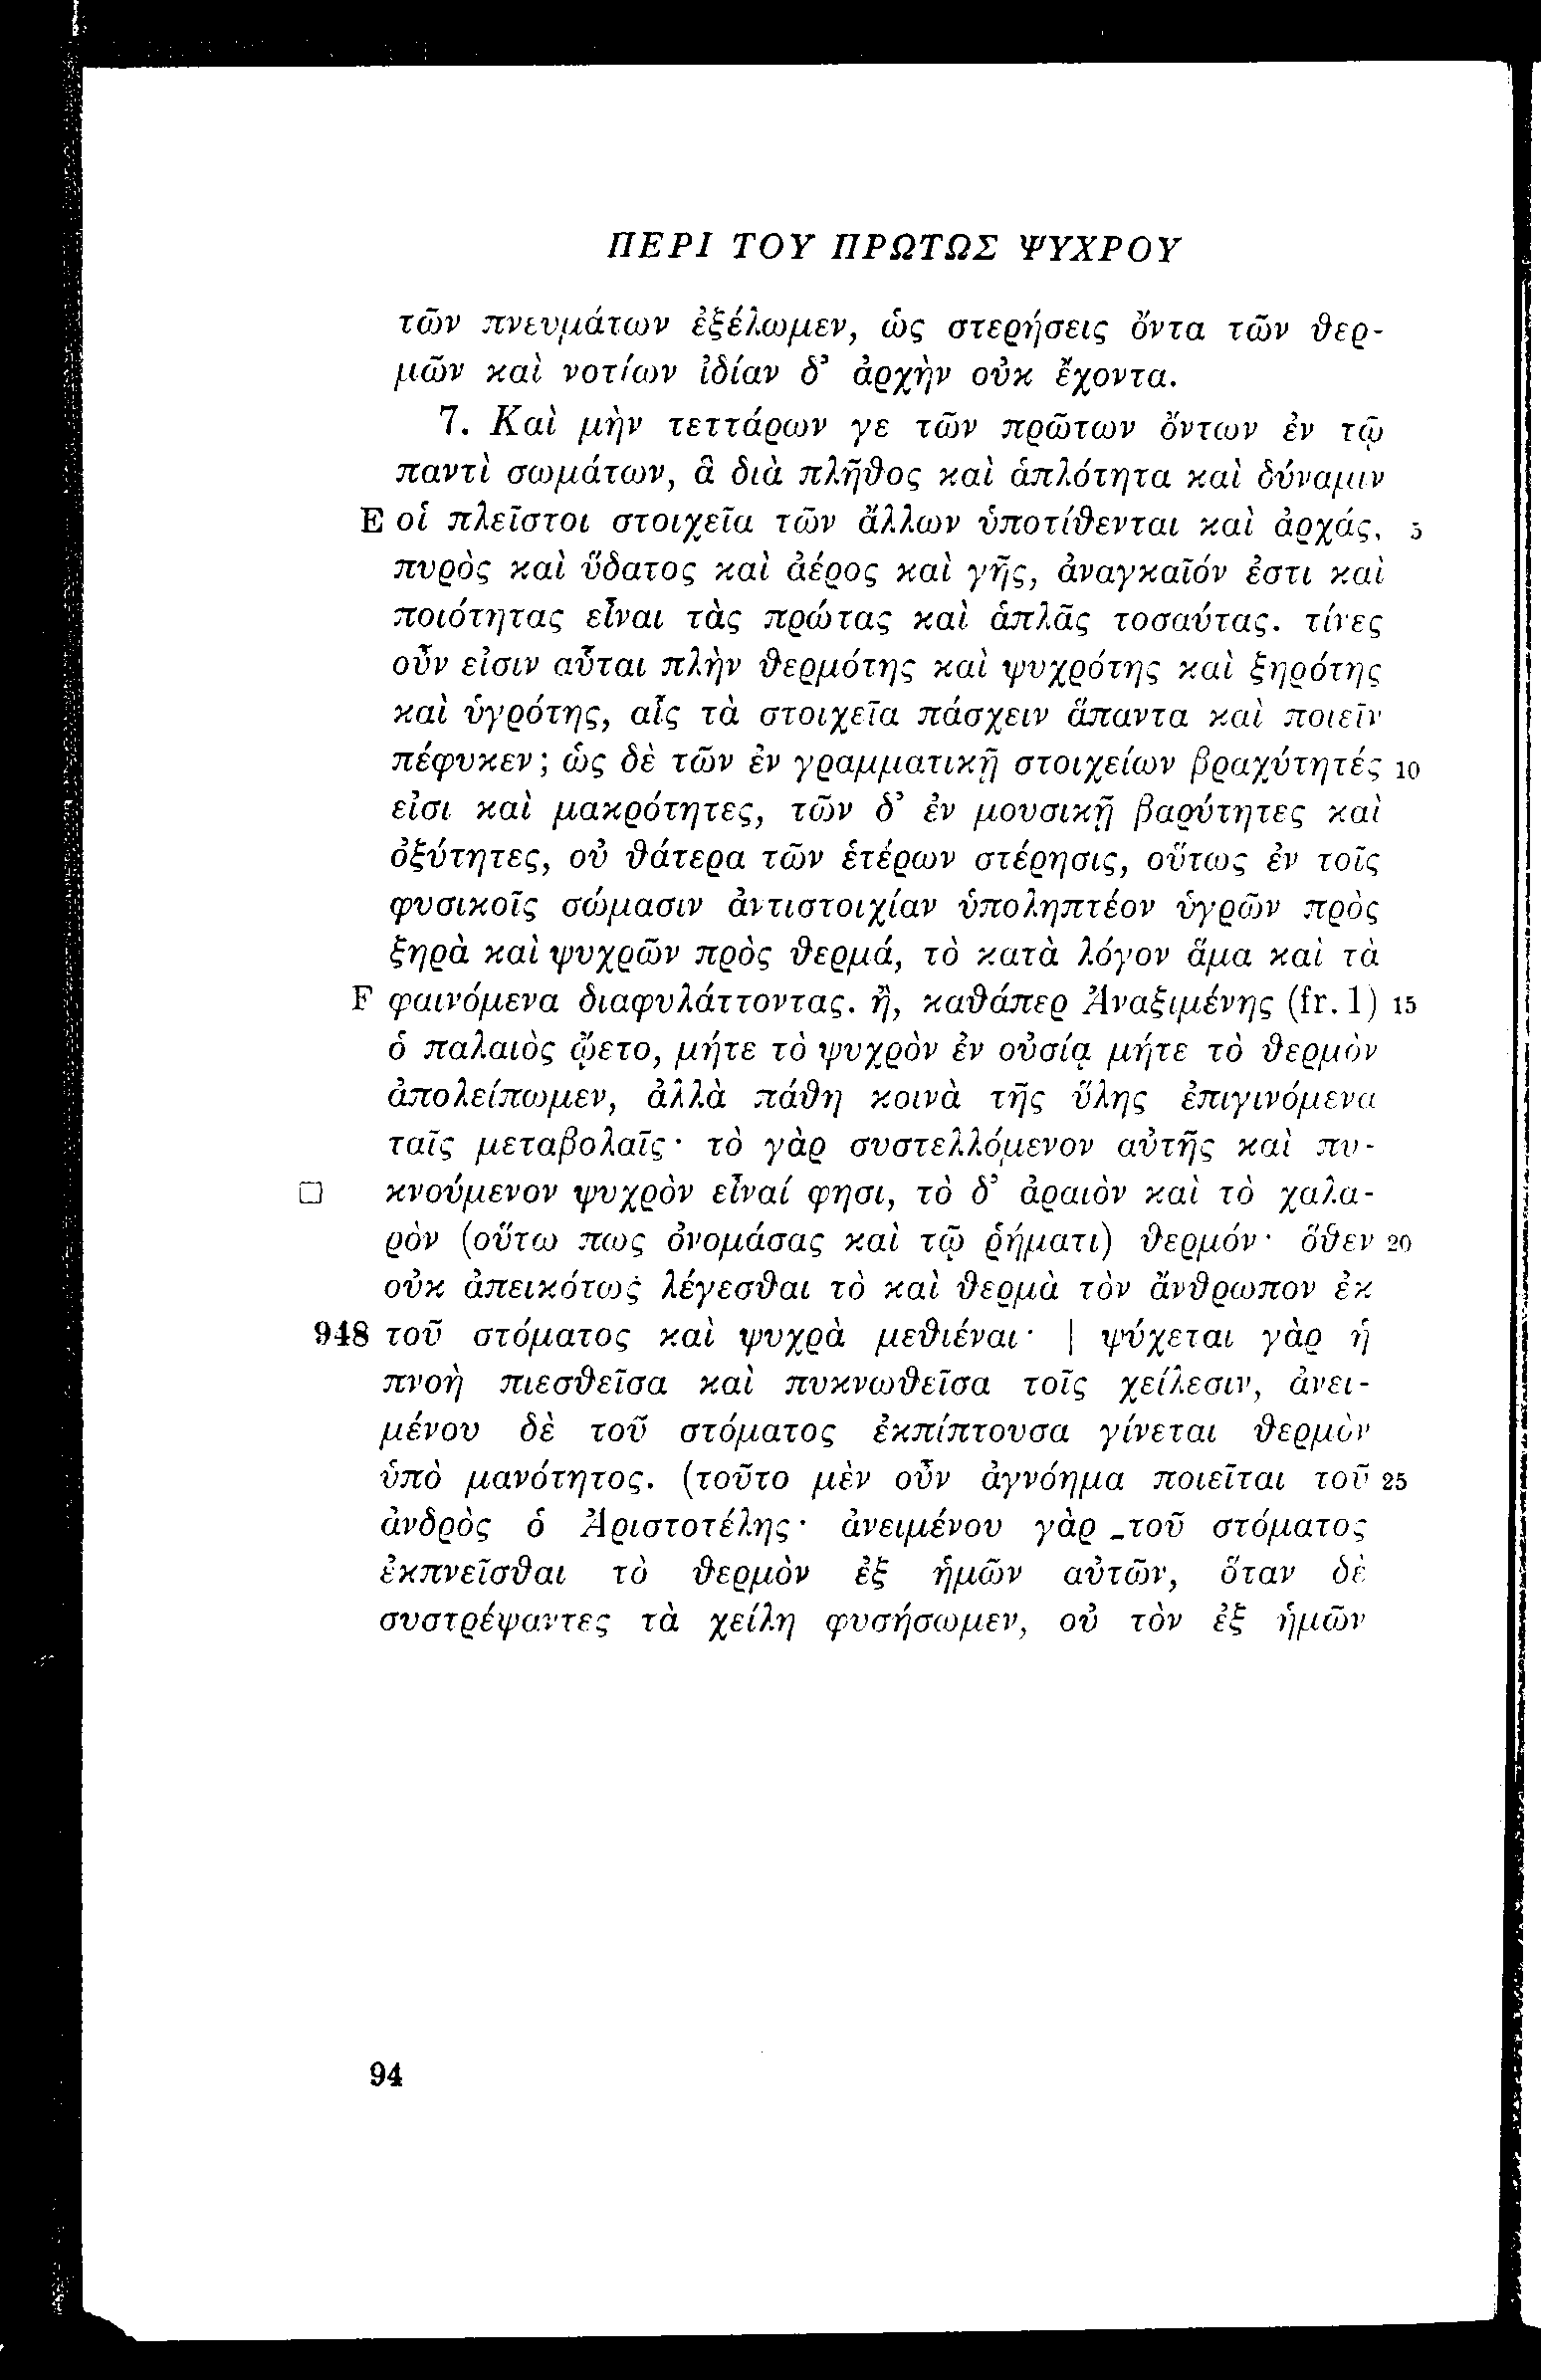 ΠΕΡΙ ΤΟΥ ΠΡΩΤΩΣ ΨΥΧΡΟΥ
τῶν πνευμάτων ἐξέλωμεν, ὡς στερήσεις ὄντα τῶν θερ-
μῶν καὶ νοτίων ἰδίαν δ’ ἀρχὴν οὐκ ἔχοντα.
7. Καὶ μὴν τεττάρων γε τῶν πρῶτων ὄντων ἐν τῷ
παντὶ σωμάτων, ἃ διὰ πλῆθος καὶ ἁπλότητα καὶ δύναμιν
E οἱ πλεῖστοι στοιχεῖα τῶν ἄλλων ὑποτίθενται καὶ ἀρχάς, 5
πυρὸς καὶ ὕδατος καὶ ἀέρος καὶ γῆς, ἀναγκαῖόν ἐστι καὶ
ποιότητας εἶναι τὰς πρώτας καὶ ἁπλᾶς τοσαύτας. τίνες
οὖν εἰσιν αὗται πλὴν θερμότης καὶ ψυχρότης καὶ ξηρότης
καὶ ὑγρότης, αἷς τὰ στοιχεῖα πάσχειν ἅπαντα καὶ ποιεῖν
πέφυκεν; ὡς δὲ τῶν ἐν γραμματικῇ στοιχείων βραχύτητές 10
εἰσι καὶ μακρότητες, τῶν δ’ ἐν μουσικῇ βαρύτητες καὶ
ὀξύτητες, οὐ θάτερα τῶν ἑτέρων στέρησις, οὕτως ἐν τοῖς
φυσικοῖς σώμασιν ἀντιστοιχίαν ὑποληπτέον ὑγρῶν πρὸς
ξηρὰ καὶ ψυχρῶν πρὸς θερμά, τὸ κατὰ λόγον ἅμα καὶ τὰ
F φαινόμενα διαφυλάττοντας. ἤ, καθάπερ Ἀναξιμένης (fr. 1) 15
ὁ παλαιὸς ᾤετο, μήτε τὸ ψυχρὸν ἐν οὐσίᾳ μήτε τὸ θερμὸν
ἀπολείπωμεν, ἀλλὰ πάθη κοινὰ τῆς ὕλης ἐπιγινόμενα
ταῖς μεταβολαῖς· τὸ γὰρ συστελλόμενον αὐτῆς καὶ πυ-
□ κνούμενον ψυχρὸν εἶναί φησι, τὸ δ’ ἀραιὸν καὶ τὸ χαλα-
ρὸν (οὕτω πως ὀνομάσας καὶ τῷ ῥήματι) θερμόν· ὅθεν 20
οὐκ ἀπεικότως λέγεσθαι τὸ καὶ θερμὰ τὸν ἄνθρωπον ἐκ
948 τοῦ στόματος καὶ ψυχρὰ μεθιέναι· | ψύχεται γὰρ ἡ
πνοὴ πιεσθεῖσα καὶ πυκνωθεῖσα τοῖς χείλεσιν, ἀνει-
μένου δὲ τοῦ στόματος ἐκπίπτουσα γίνεται θερμὸν
ὑπὸ μανότητος. (τοῦτο μὲν οὖν ἀγνόημα ποιεῖται τοῦ 25
ἀνδρὸς ὁ Ἀριστοτέλης· ἀνειμένου γὰρ τοῦ στόματος
ἐκπνεῖσθαι τὸ θερμὸν ἐξ ἡμῶν αὐτῶν, ὅταν δὲ
συστρέψαντες τὰ χείλη φυσήσωμεν, οὐ τὸν ἐξ ἡμῶν
94